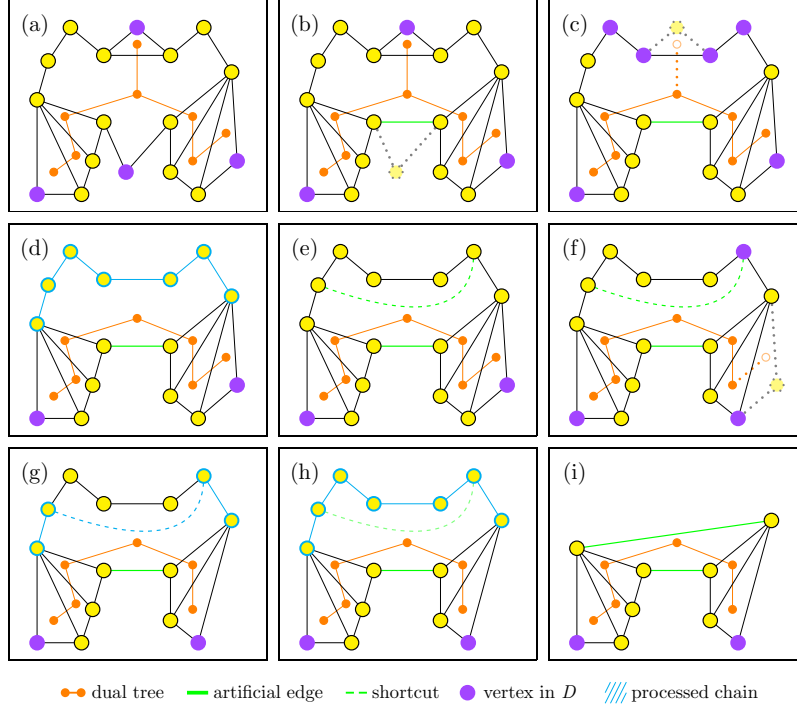 (a) (b) (c)
(d) (e) (f)
(g) (h) (i)
dual tree artificial edge shortcut vertex in D processed chain